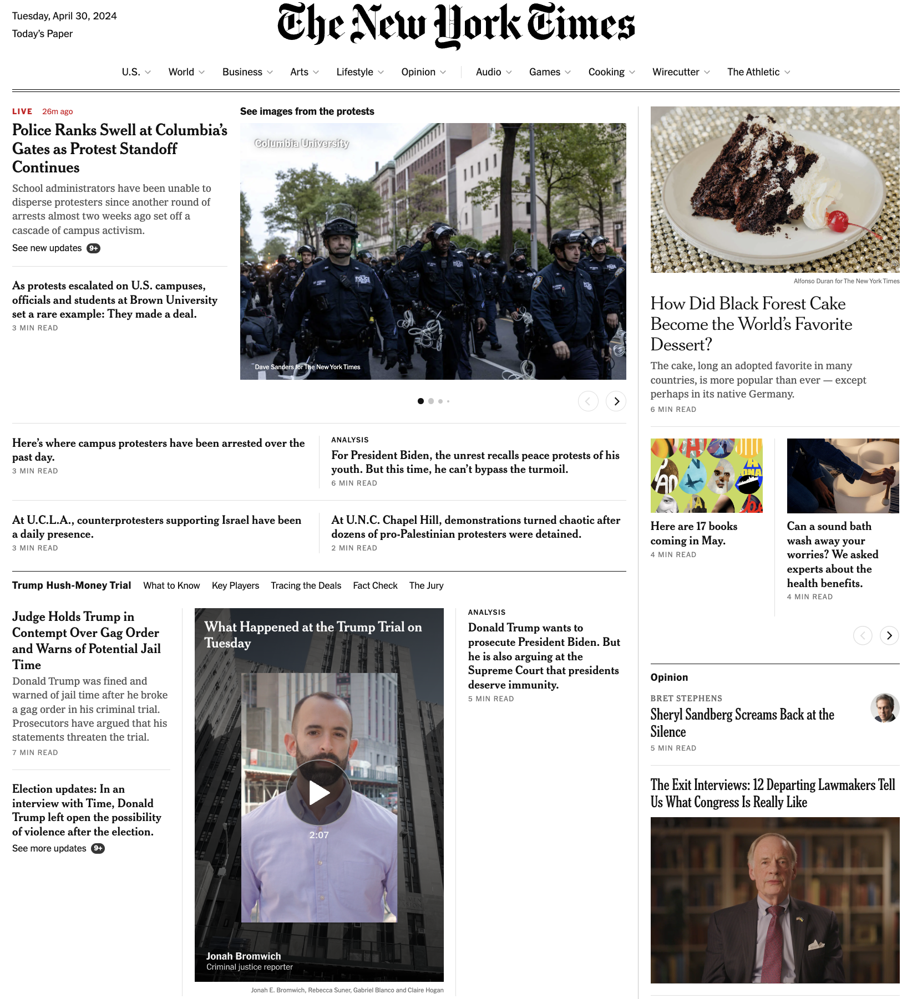 Tuesday, April 30, 2024
Today's Paper
The New York Times
U.S. World Business Arts Lifestyle Opinion Audio Games Cooking Wirecutter The Athletic
LIVE 26m ago
Police Ranks Swell at Columbia's
Gates as Protest Standoff
Continues
School administrators have been unable to
disperse protesters since another round of
arrests almost two weeks ago set off a
cascade of campus activism.
See new updates 9+
As protests escalated on U.S. campuses,
officials and students at Brown University
set a rare example: They made a deal.
3 MIN READ
See images from the protests
Columbia University
POLICE
Dave Sanders for The New York Times
Here's where campus protesters have been arrested over the
past day.
3 MIN READ
ANALYSIS
For President Biden, the unrest recalls peace protests of his
youth. But this time, he can't bypass the turmoil.
6 MIN READ
At U.C.L.A., counterprotesters supporting Israel have been
a daily presence.
3 MIN READ
At U.N.C. Chapel Hill, demonstrations turned chaotic after
dozens of pro-Palestinian protesters were detained.
2 MIN READ
Trump Hush-Money Trial What to Know Key Players Tracing the Deals Fact Check The Jury
Judge Holds Trump in
Contempt Over Gag Order
and Warns of Potential Jail
Time
Donald Trump was fined and
warned of jail time after he broke
a gag order in his criminal trial.
Prosecutors have argued that his
statements threaten the trial.
7 MIN READ
Election updates: In an
interview with Time, Donald
Trump left open the possibility
of violence after the election.
See more updates 9+
What Happened at the Trump Trial on
Tuesday
2:07
Jonah Bromwich
Criminal justice reporter
Jonah E. Bromwich, Rebecca Suner, Gabriel Blanco and Claire Hogan
ANALYSIS
Donald Trump wants to
prosecute President Biden. But
he is also arguing at the
Supreme Court that presidents
deserve immunity.
5 MIN READ
Alfonso Duran for The New York Times
How Did Black Forest Cake
Become the World's Favorite
Dessert?
The cake, long an adopted favorite in many
countries, is more popular than ever — except
perhaps in its native Germany.
6 MIN READ
Here are 17 books
coming in May.
4 MIN READ
Can a sound bath
wash away your
worries? We asked
experts about the
health benefits.
4 MIN READ
Opinion
BRET STEPHENS
Sheryl Sandberg Screams Back at the
Silence
5 MIN READ
The Exit Interviews: 12 Departing Lawmakers Tell
Us What Congress Is Really Like